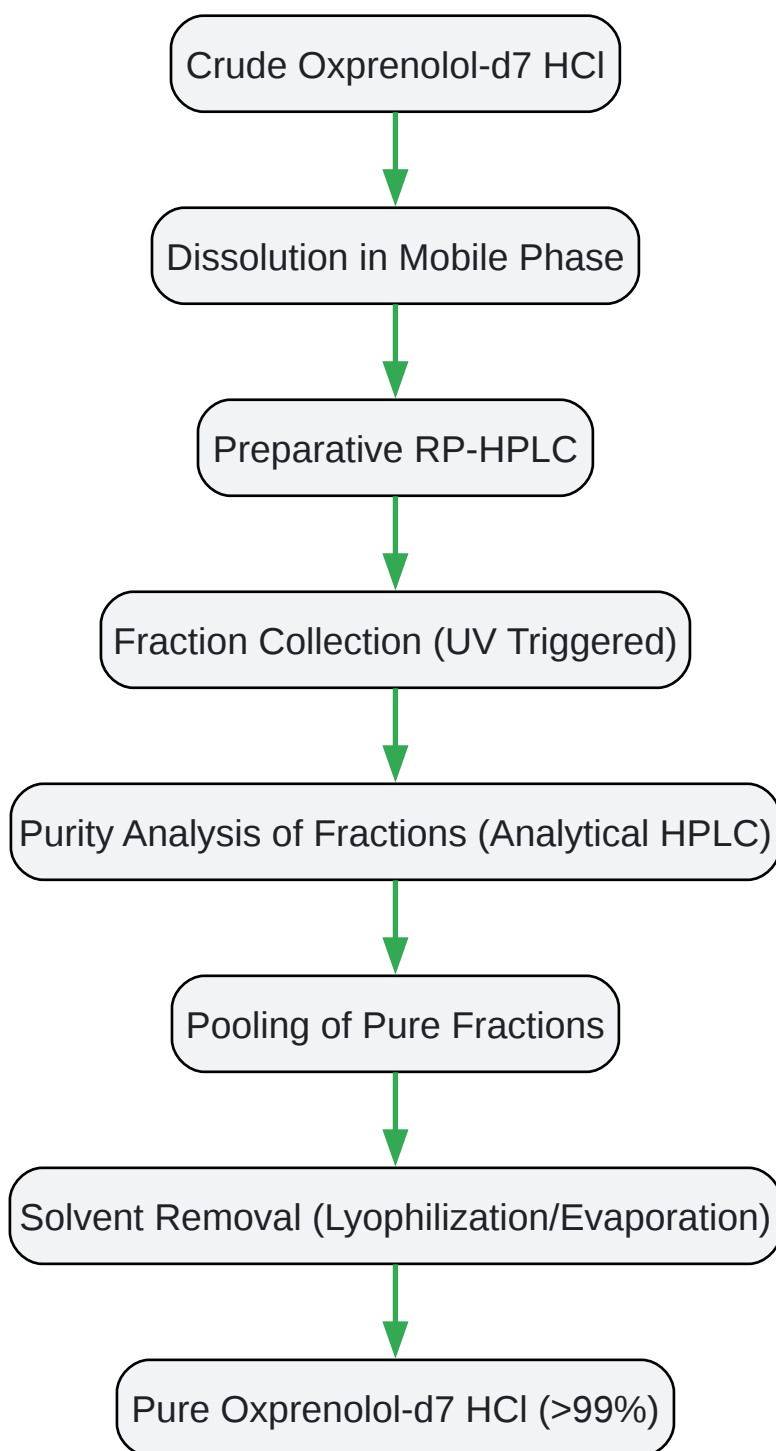 Crude Oxprenolol-d7 HCl
Dissolution in Mobile Phase
Preparative RP-HPLC
Fraction Collection (UV Triggered)
Purity Analysis of Fractions (Analytical HPLC)
Pooling of Pure Fractions
Solvent Removal (Lyophilization/Evaporation)
Pure Oxprenolol-d7 HCl (>99%)